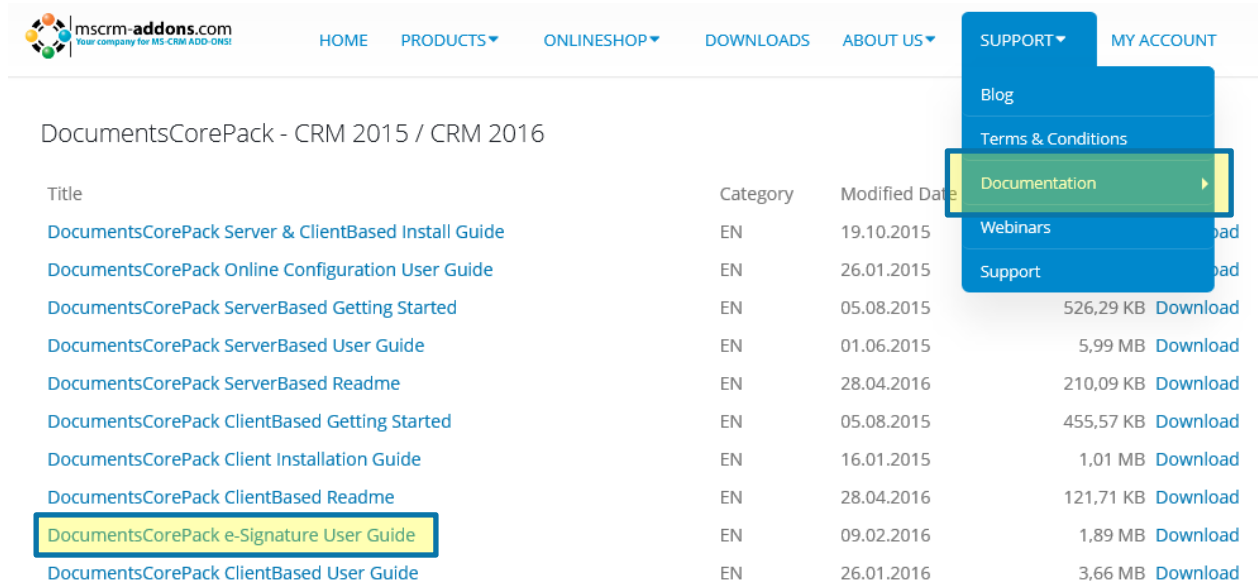 mscrm-addons.com
Your company for MS-CRM ADD-ONS!
HOME PRODUCTS ONLINESHOP DOWNLOADS ABOUT US SUPPORT MY ACCOUNT
Blog
Terms & Conditions
Documentation
Webinars
Support
DocumentsCorePack - CRM 2015 / CRM 2016
Title Category Modified Date
DocumentsCorePack Server & ClientBased Install Guide EN 19.10.2015
DocumentsCorePack Online Configuration User Guide EN 26.01.2015
DocumentsCorePack ServerBased Getting Started EN 05.08.2015 526,29 KB Download
DocumentsCorePack ServerBased User Guide EN 01.06.2015 5,99 MB Download
DocumentsCorePack ServerBased Readme EN 28.04.2016 210,09 KB Download
DocumentsCorePack ClientBased Getting Started EN 05.08.2015 455,57 KB Download
DocumentsCorePack Client Installation Guide EN 16.01.2015 1,01 MB Download
DocumentsCorePack ClientBased Readme EN 28.04.2016 121,71 KB Download
DocumentsCorePack e-Signature User Guide EN 09.02.2016 1,89 MB Download
DocumentsCorePack ClientBased User Guide EN 26.01.2016 3,66 MB Download